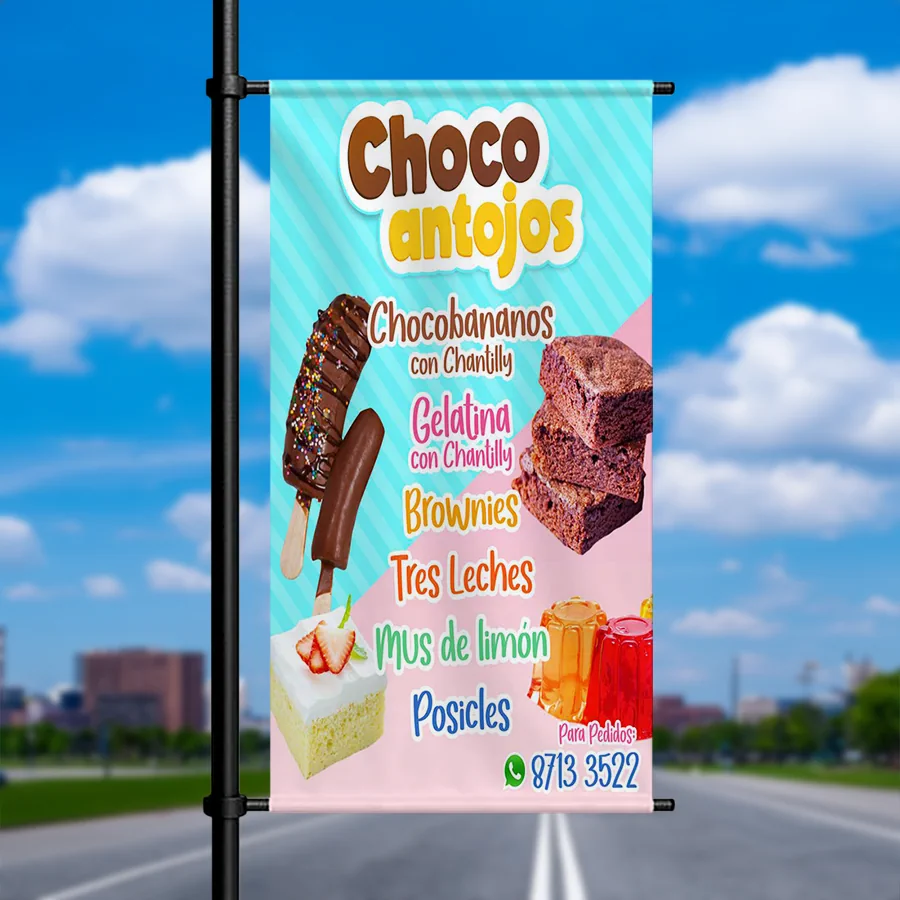 Choco
antojos
Chocobananos
con Chantilly
Gelatina
con Chantilly
Brownies
Tres Leches
Mus de limón
Posicles
Para Pedidos:
8713 3522